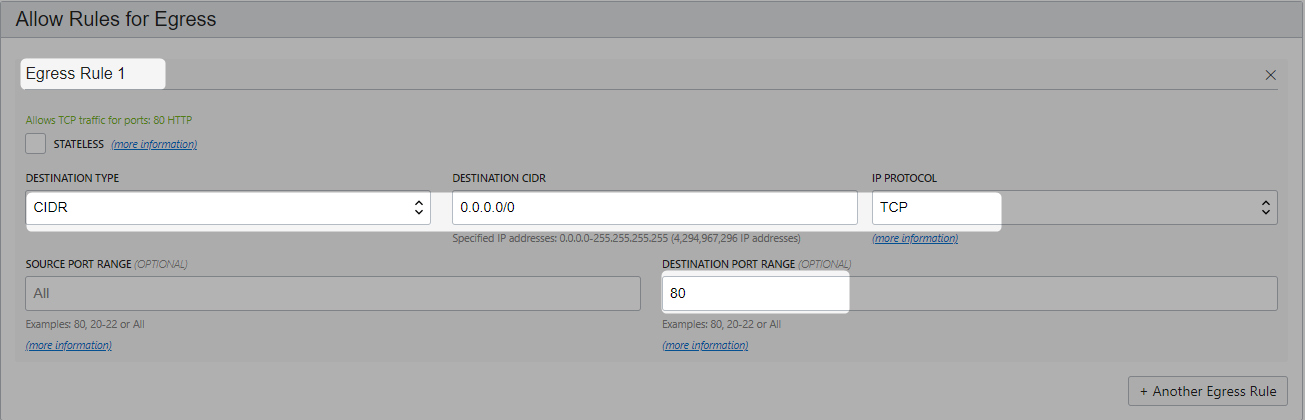 Allow Rules for Egress
Egress Rule 1
Allows TCP traffic for ports: 80 HTTP
STATELESS (more information)
DESTINATION TYPE DESTINATION CIDR IP PROTOCOL
CIDR 0.0.0.0/0 TCP
Specified IP addresses: 0.0.0.0-255.255.255.255 (4,294,967,296 IP addresses) (more information)
SOURCE PORT RANGE (OPTIONAL) DESTINATION PORT RANGE (OPTIONAL)
All 80
Examples: 80, 20-22 or All Examples: 80, 20-22 or All
(more information) (more information)
+ Another Egress Rule